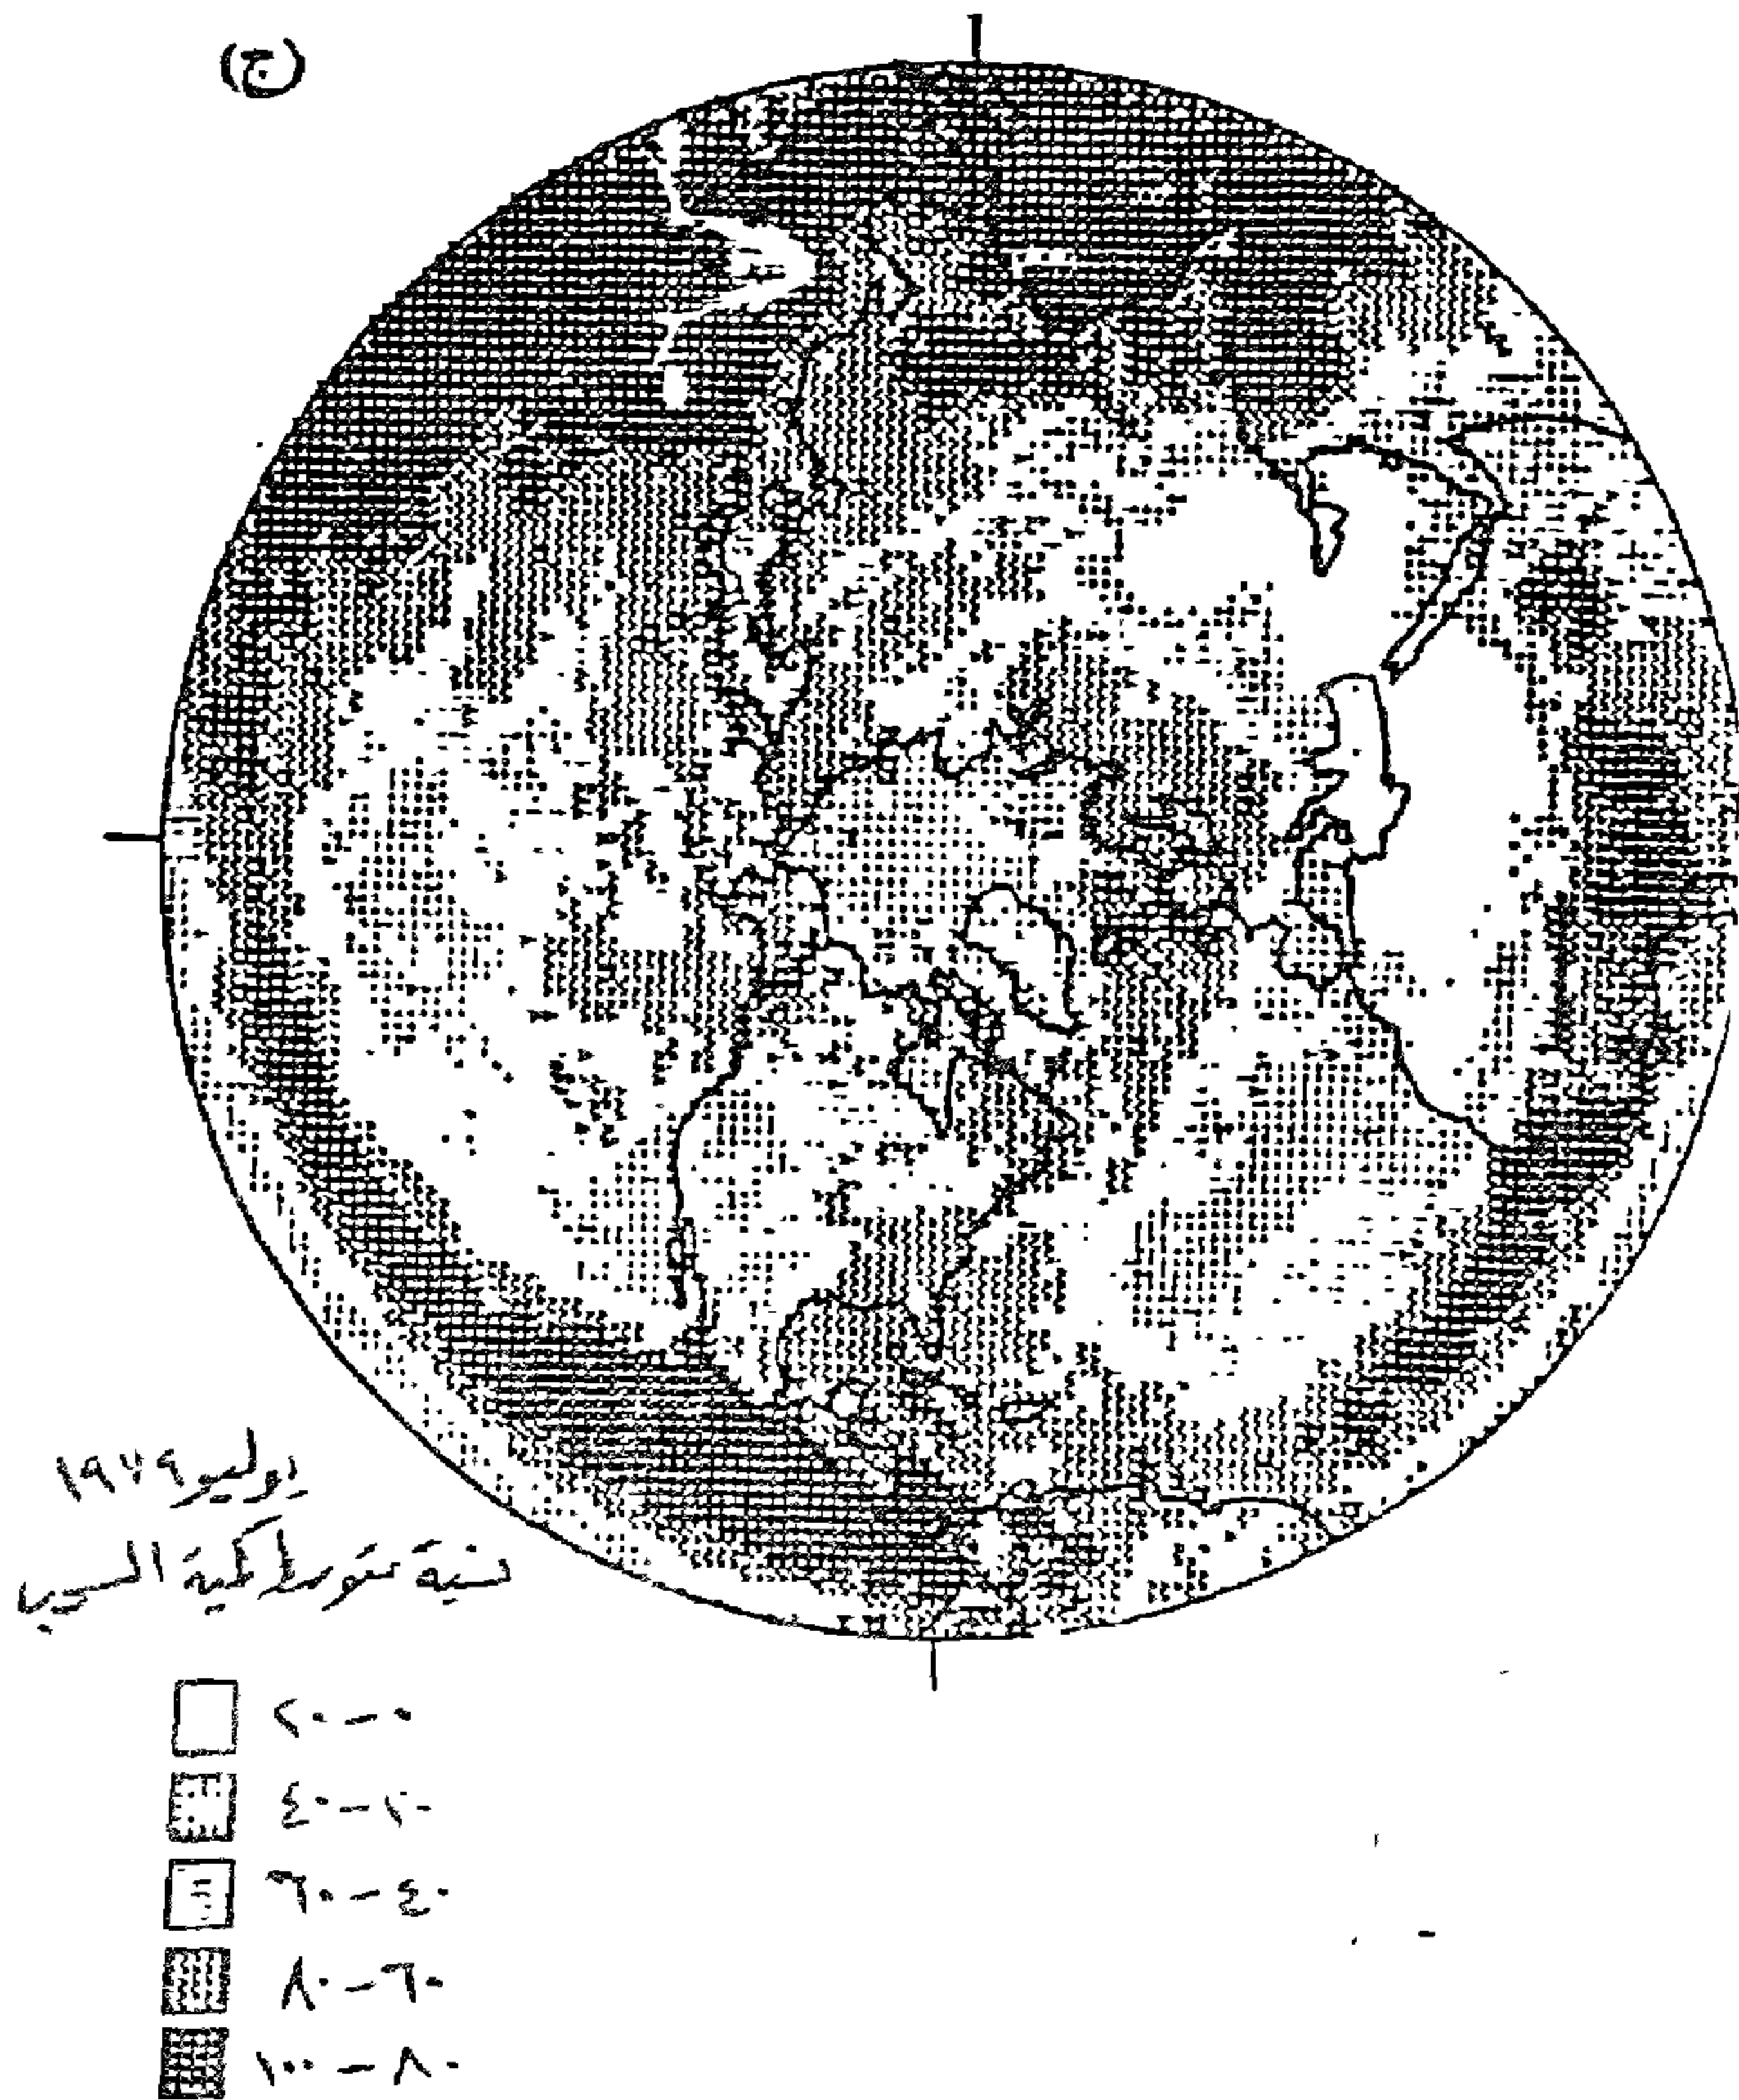 (ج)
يوليو ١٩٧٩
نسبة متوسط كمية السحب
٠ - ٢٠
٢٠ - ٤٠
٤٠ - ٦٠
٦٠ - ٨٠
٨٠ - ١٠٠